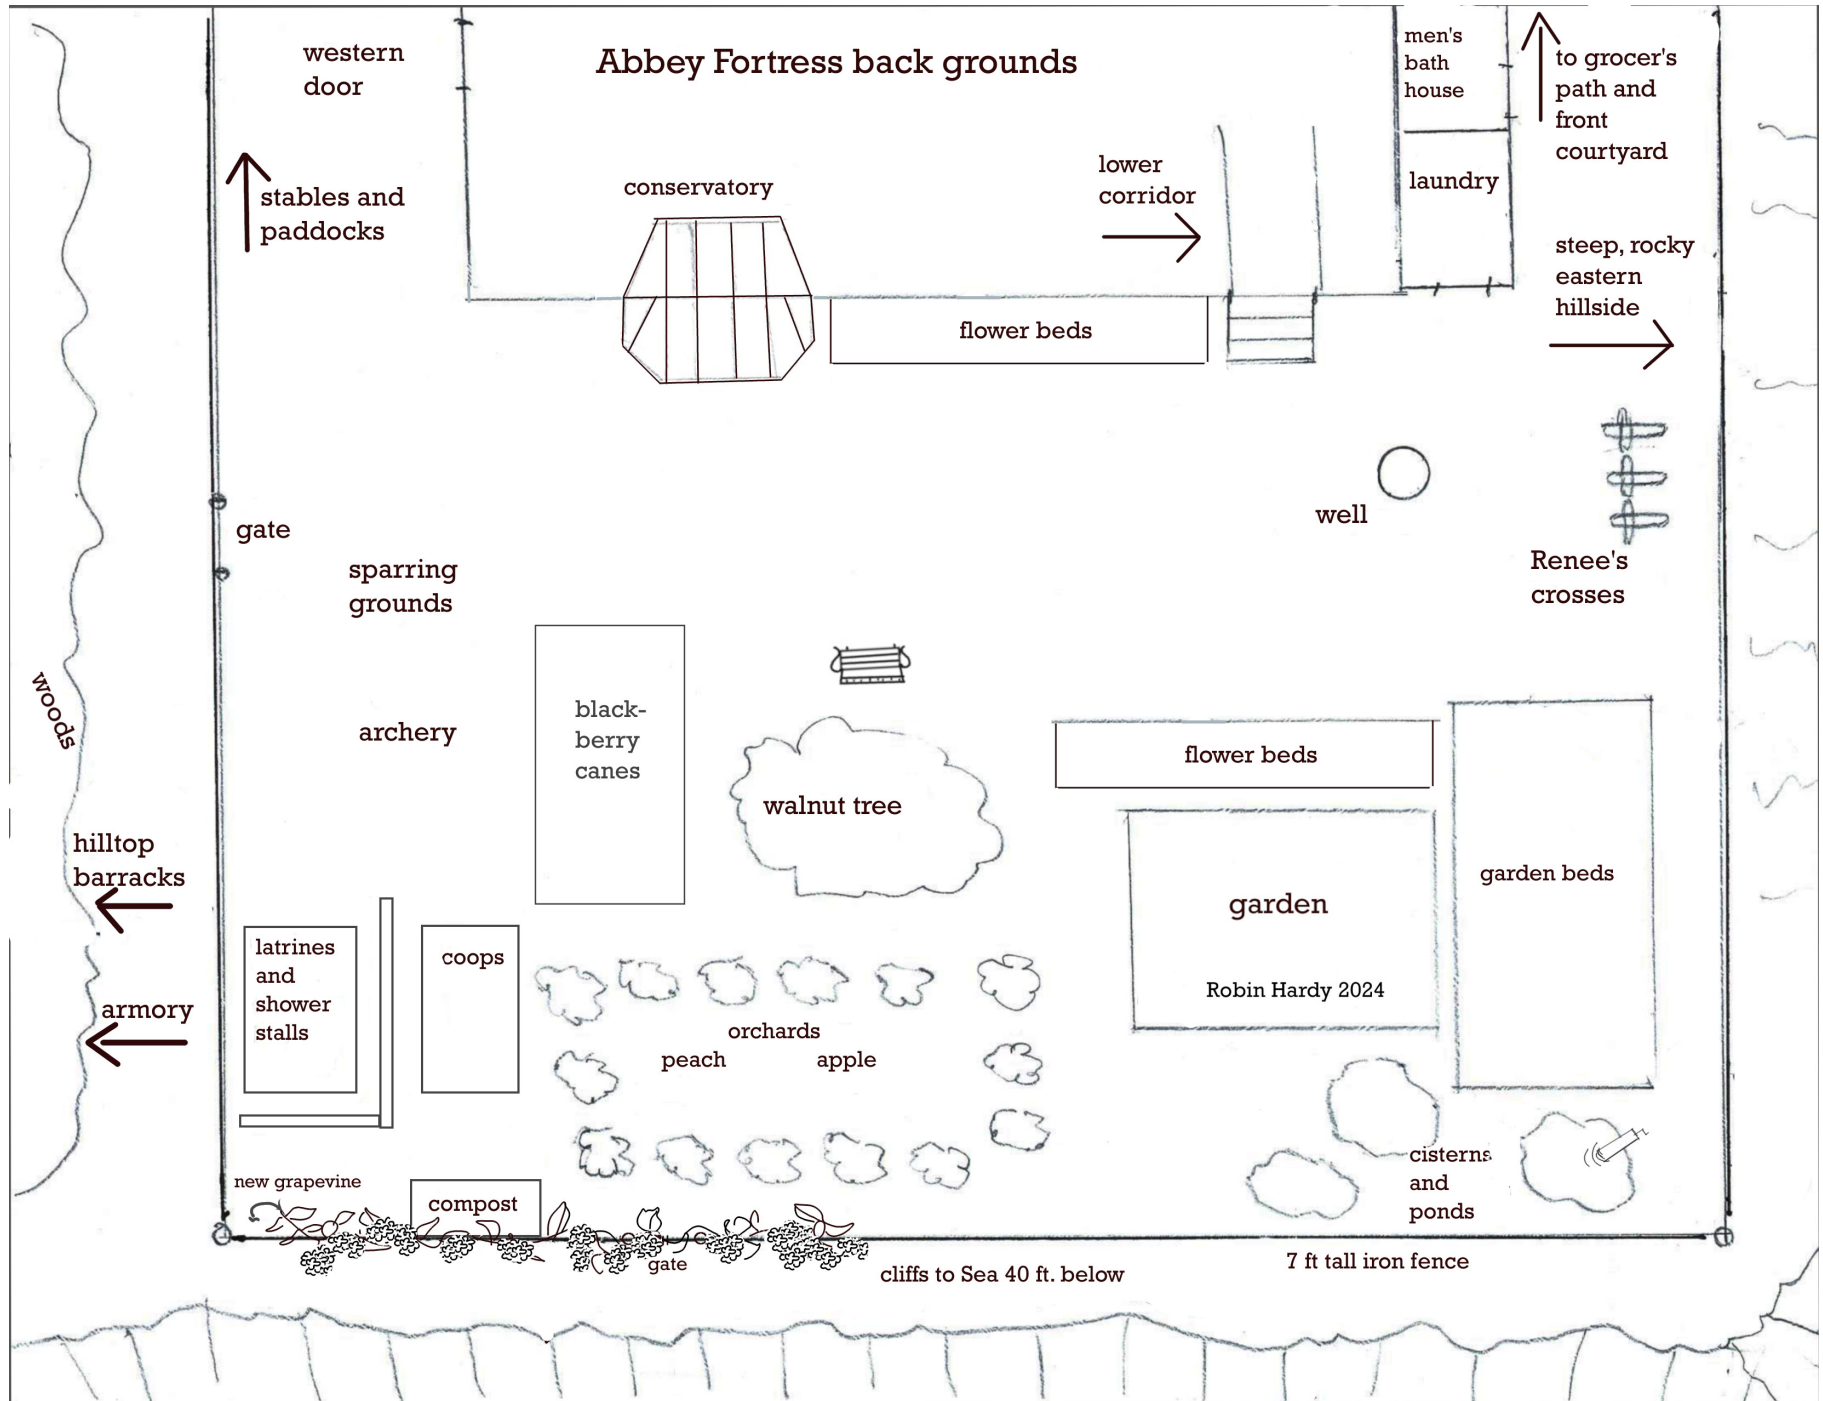 Abbey Fortress back grounds
western
door
men's
bath
house
to grocer's
path and
front
courtyard
stables and
paddocks
conservatory
lower
corridor
laundry
steep, rocky
eastern
hillside
flower beds
gate
well
sparring
grounds
Renee's
crosses
woods
archery
black-
berry
canes
walnut tree
flower beds
hilltop
barracks
garden beds
garden
latrines
and
shower
stalls
coops
armory
Robin Hardy 2024
orchards
peach
apple
cisterns
and
ponds
new grapevine
compost
gate
cliffs to Sea 40 ft. below
7 ft tall iron fence